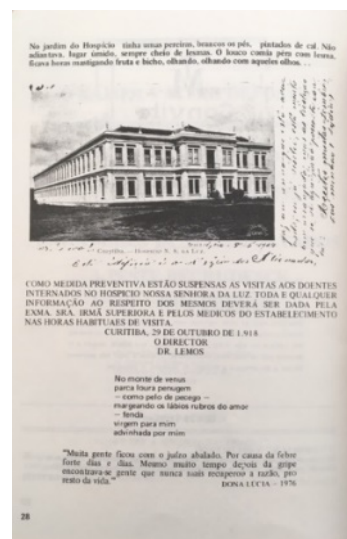 No jardim do Hospício tinha umas pereiras, brancos os pés, pintados de cal. Não
adiantava. lugar úmido, sempre cheio de lesmas. O louco comia pêra com lesma,
ficava horas mastigando fruta e bicho, olhando, olhando com aqueles olhos. . .
Curitiba. — Hospicio N. S. da Luz.
Este edificio é o dos Alienados,
COMO MEDIDA PREVENTIVA ESTÃO SUSPENSAS AS VISITAS AOS DOENTES
INTERNADOS NO HOSPICIO NOSSA SENHORA DA LUZ. TODA E QUALQUER
INFORMAÇÃO AO RESPEITO DOS MESMOS DEVERÁ SER DADA PELA
EXMA. SRA. IRMÃ SUPERIORA E PELOS MEDICOS DO ESTABELECIMENTO
NAS HORAS HABITUAES DE VISITA.
CURITIBA, 29 DE OUTUBRO DE 1.918
O DIRECTOR
DR. LEMOS
No monte de venus
parca loura penugem
— como pelo de pecego —
margeando os lábios rubros do amor
— fenda
virgem para mim
advinhada por mim
"Muita gente ficou com o juízo abalado. Por causa da febre
forte dias e dias. Mesmo muito tempo depois da gripe
encontrava-se gente que nunca mais recuperou a razão, pro
resto da vida."
DONA LUCIA — 1976
28